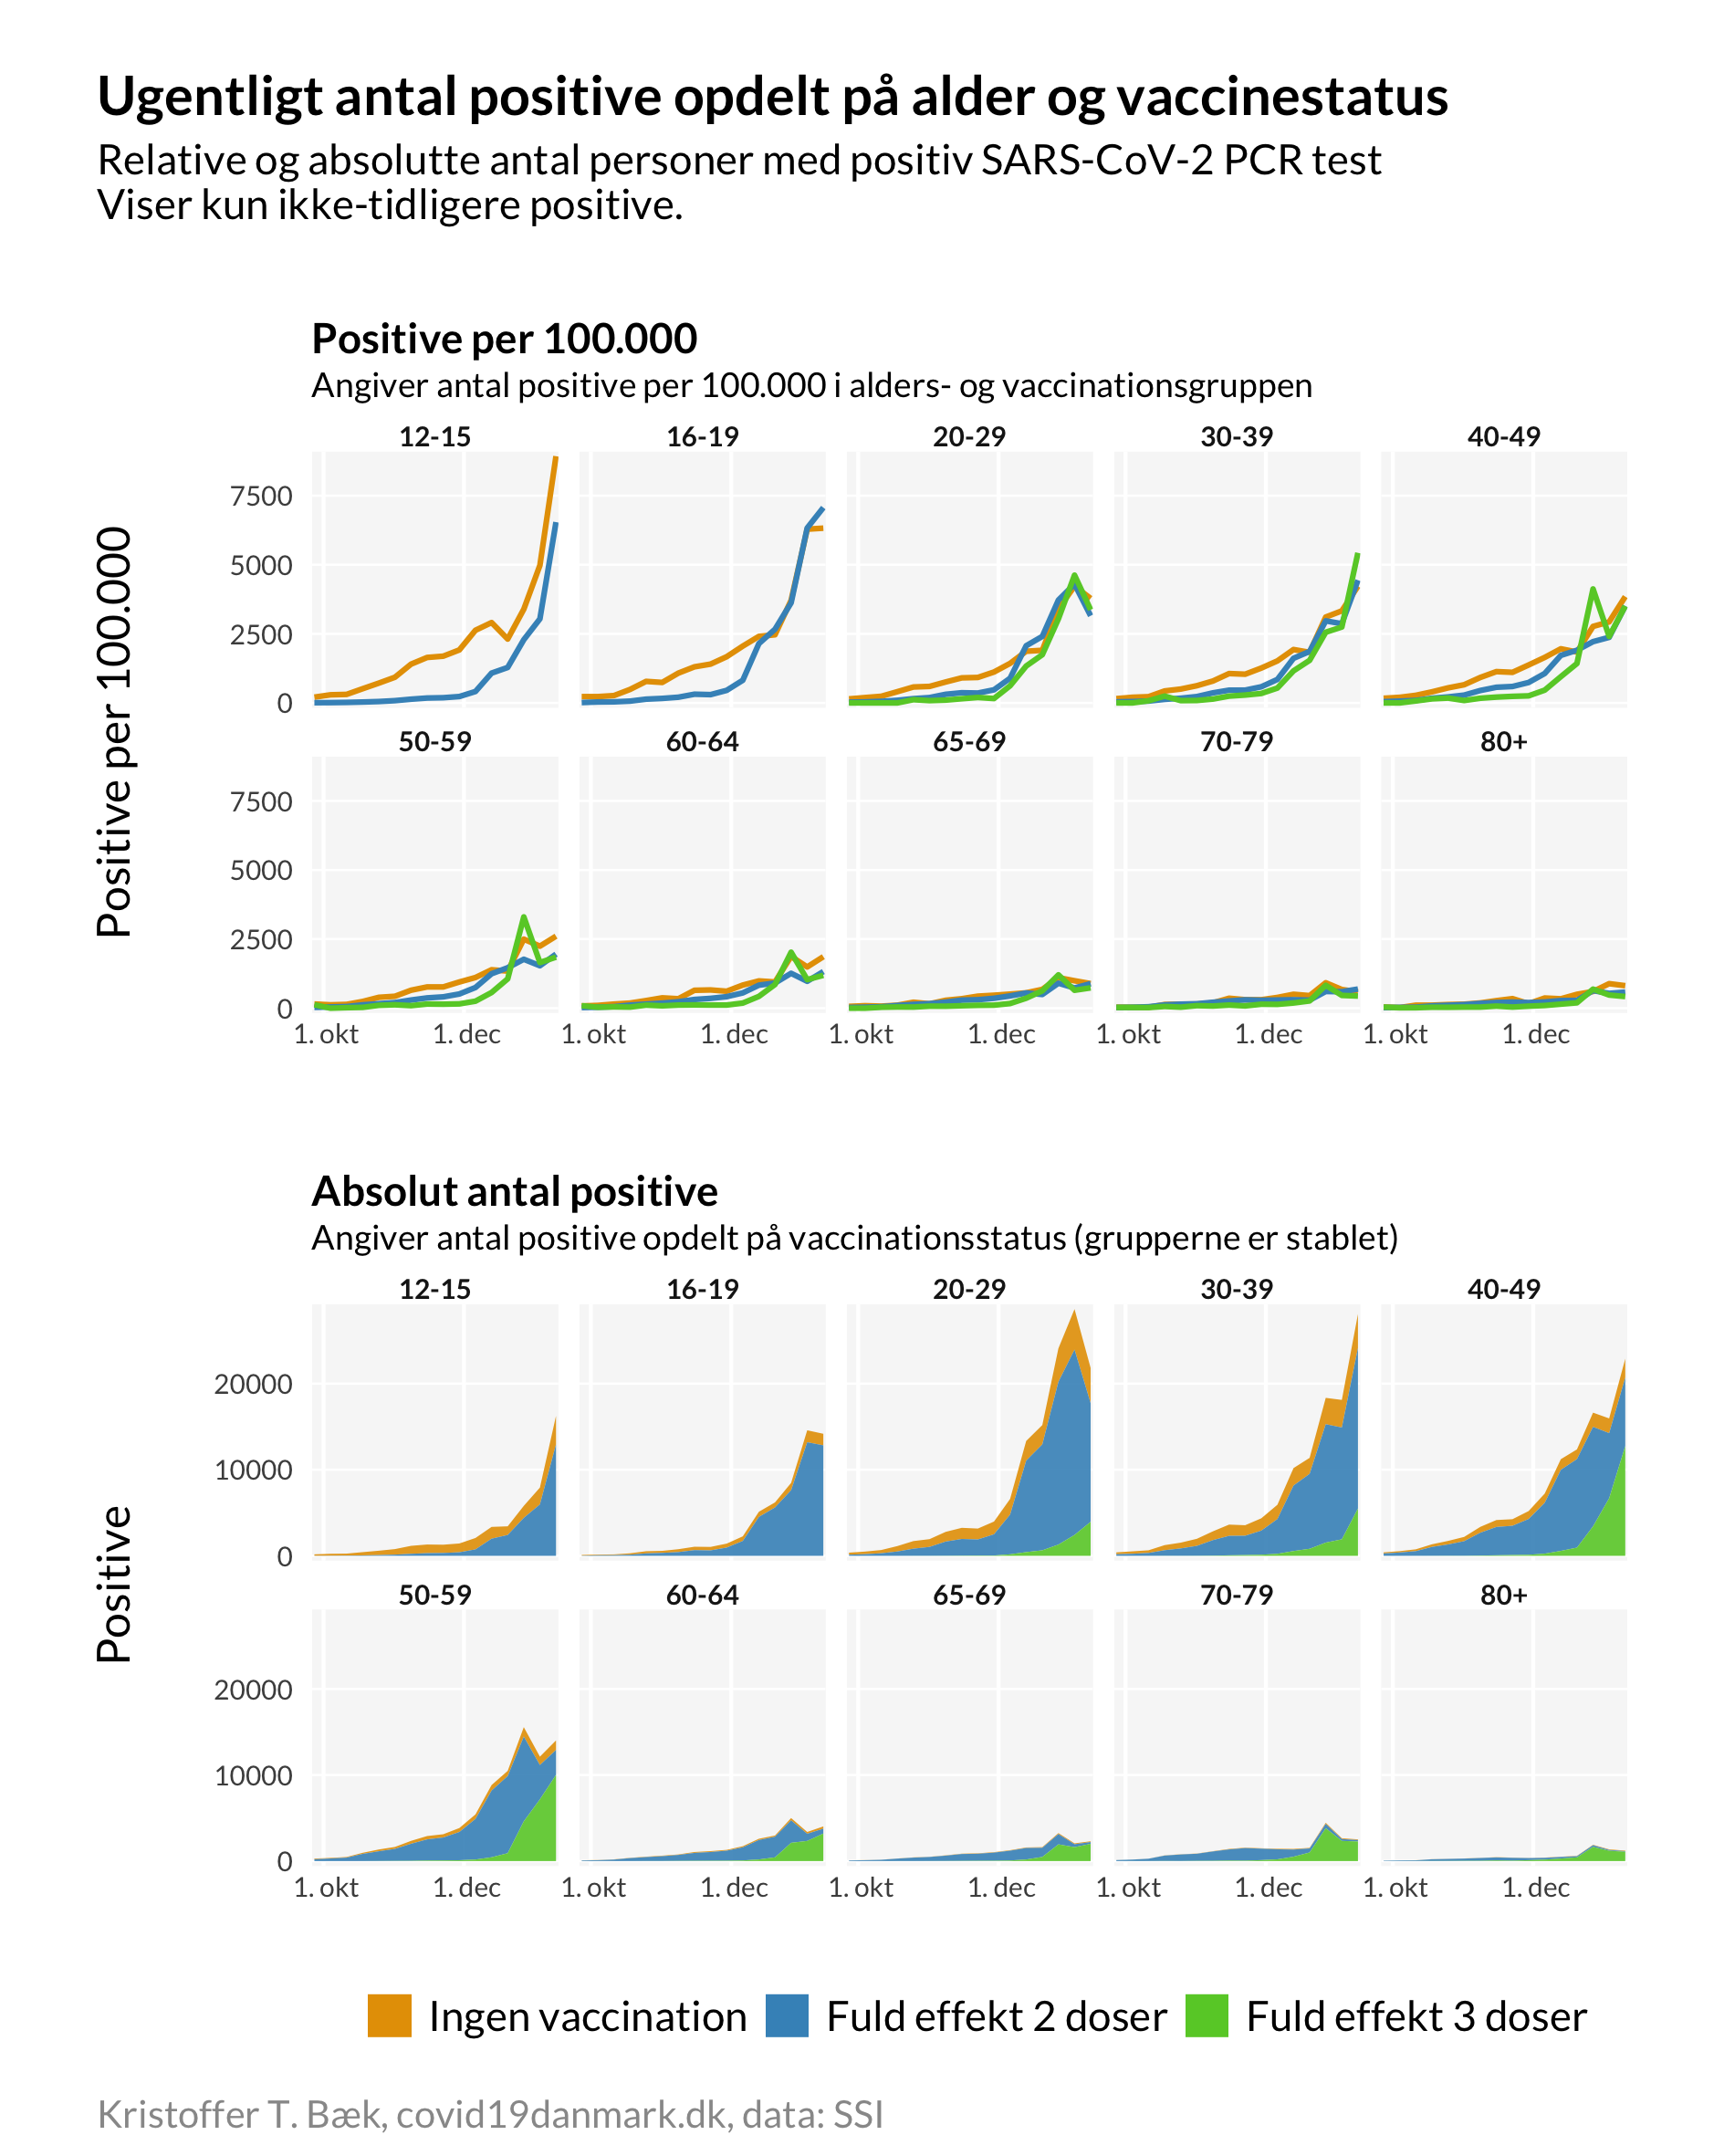 Ugentligt antal positive opdelt på alder og vaccinestatus
Relative og absolutte antal personer med positiv SARS-CoV-2 PCR test
Viser kun ikke-tidligere positive.
Positive per 100.000
Angiver antal positive per 100.000 i alders- og vaccinationsgruppen
Positive per 100.000
12-15 16-19 20-29 30-39 40-49
7500
5000
2500
0
50-59 60-64 65-69 70-79 80+
7500
5000
2500
0
1. okt 1. dec 1. okt 1. dec 1. okt 1. dec 1. okt 1. dec 1. okt 1. dec
Absolut antal positive
Angiver antal positive opdelt på vaccinationsstatus (grupperne er stablet)
Positive
12-15 16-19 20-29 30-39 40-49
20000
10000
0
50-59 60-64 65-69 70-79 80+
20000
10000
0
1. okt 1. dec 1. okt 1. dec 1. okt 1. dec 1. okt 1. dec 1. okt 1. dec
Ingen vaccination Fuld effekt 2 doser Fuld effekt 3 doser
Kristoffer T. Bæk, covid19danmark.dk, data: SSI